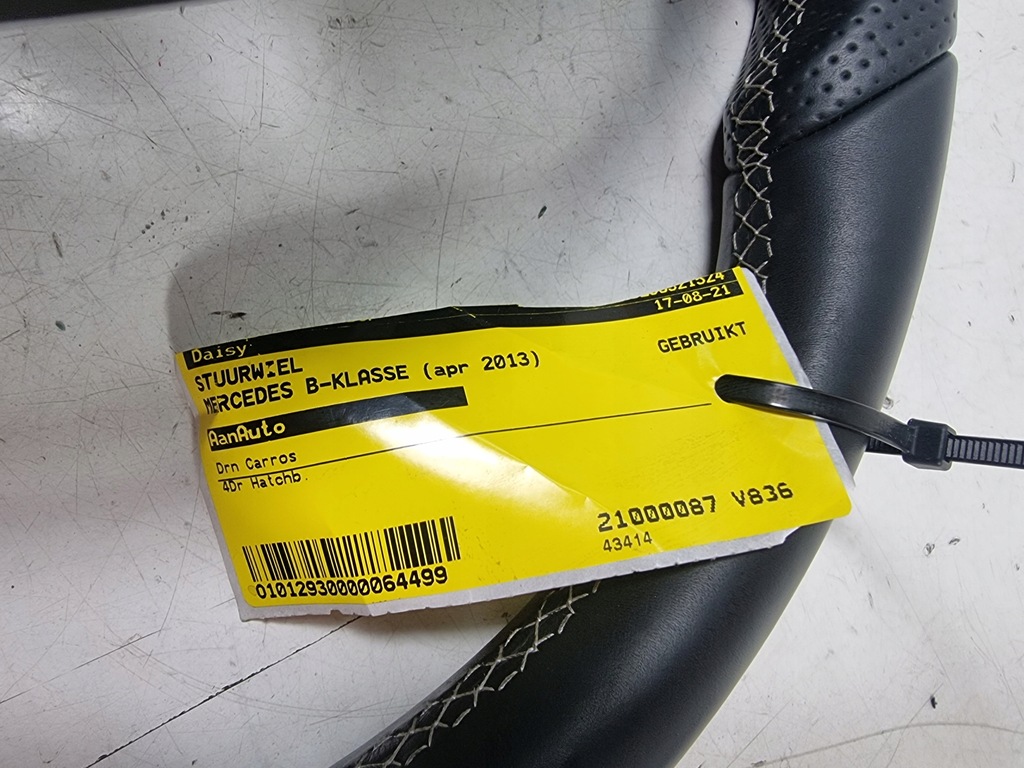 Daisy
17-08-21
STUURWIEL
GEBRUIKT
MERCEDES B-KLASSE (apr 2013)
AanAuto
Drn Carros
4Dr Hatchb.
21000087 V836
43414
01012930000064499